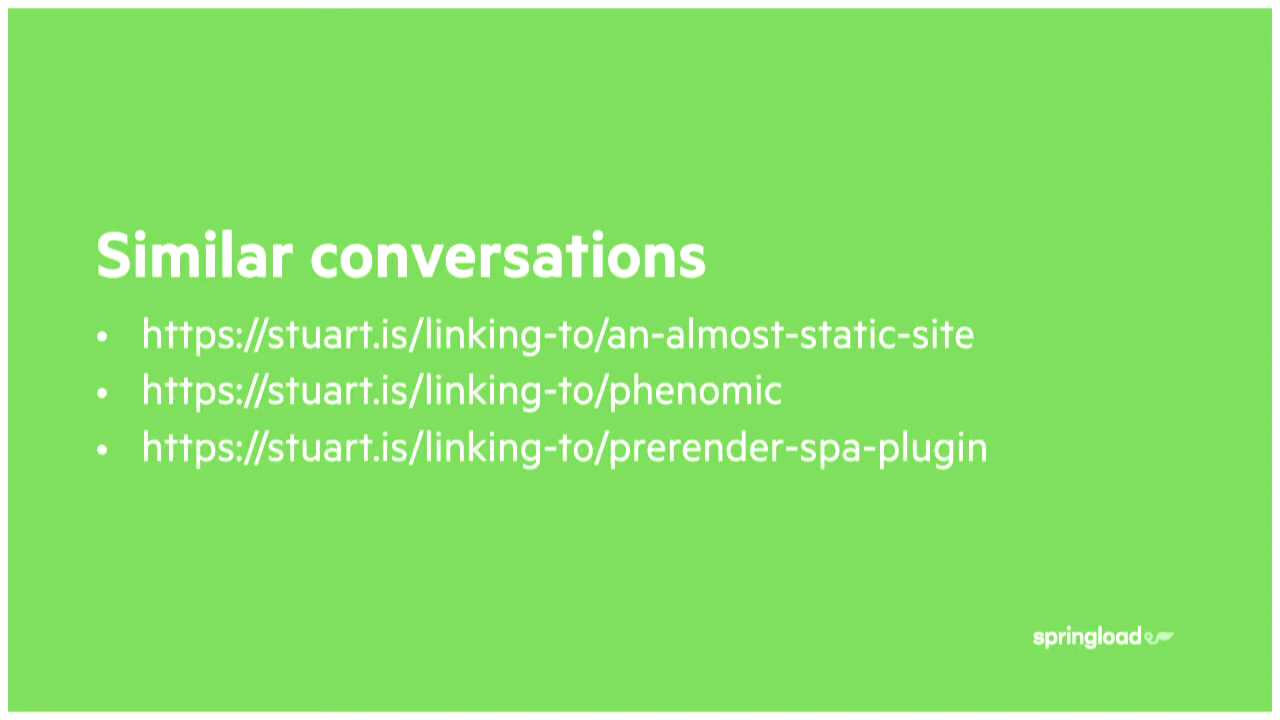 Similar conversations
• https://stuart.is/linking-to/an-almost-static-site
• https://stuart.is/linking-to/phenomic
• https://stuart.is/linking-to/prerender-spa-plugin
springload